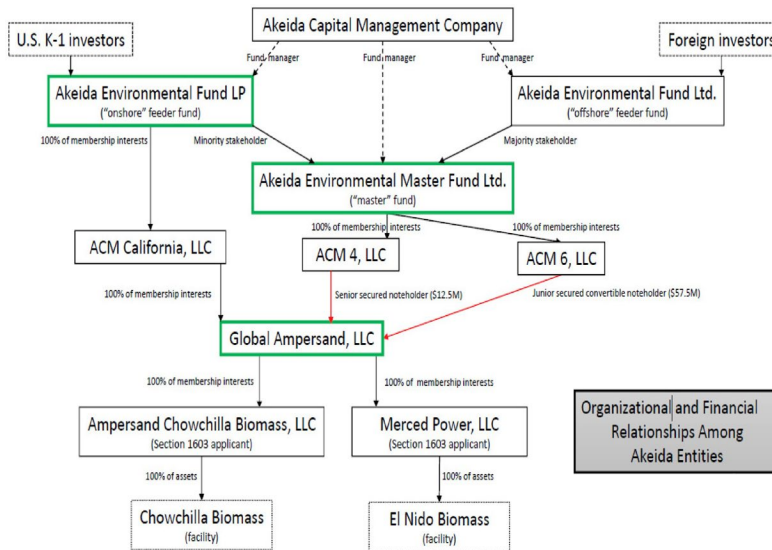 Akeida Capital Management Company
U.S. K-1 investors
Foreign investors
Fund manager
Fund manager
Fund manager
Akeida Environmental Fund LP
("onshore" feeder fund)
Akeida Environmental Fund Ltd.
("offshore" feeder fund)
100% of membership interests
Minority stakeholder
Majority stakeholder
Akeida Environmental Master Fund Ltd.
("master" fund)
100% of membership interests
100% of membership interests
ACM California, LLC
ACM 4, LLC
ACM 6, LLC
100% of membership interests
Senior secured noteholder ($12.5M)
Junior secured convertible noteholder ($57.5M)
Global Ampersand, LLC
100% of membership interests
100% of membership interests
Ampersand Chowchilla Biomass, LLC
(Section 1603 applicant)
Merced Power, LLC
(Section 1603 applicant)
Organizational and Financial
Relationships Among
Akeida Entities
100% of assets
100% of assets
Chowchilla Biomass
(facility)
El Nido Biomass
(facility)